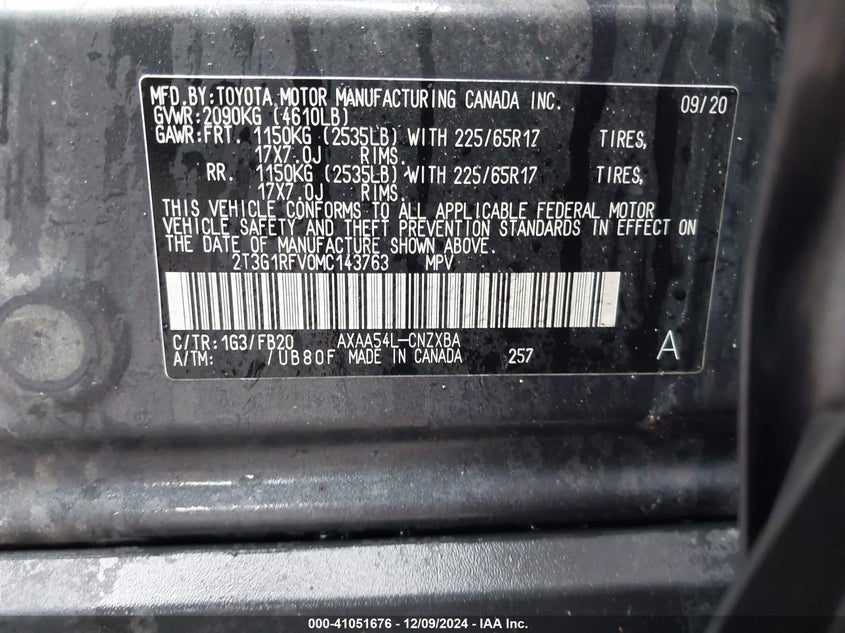 MFD.BY:TOYOTA MOTOR MANUFACTURING CANADA INC. 09/20
GVWR:2090KG (4610LB)
GAWR:FRT. 1150KG (2535LB) WITH 225/65R17 TIRES,
17X7.0J RIMS.
RR. 1150KG (2535LB) WITH 225/65R17 TIRES,
17X7.0J RIMS.
THIS VEHICLE CONFORMS TO ALL APPLICABLE FEDERAL MOTOR
VEHICLE SAFETY AND THEFT PREVENTION STANDARDS IN EFFECT ON
THE DATE OF MANUFACTURE SHOWN ABOVE.
2T3G1RFV0MC143763 MPV
C/TR:1G3/FB20 AXAA54L-CNZXBA
A/TM: /UB80F MADE IN CANADA 257 A
000-41051676 - 12/09/2024 - IAA Inc.